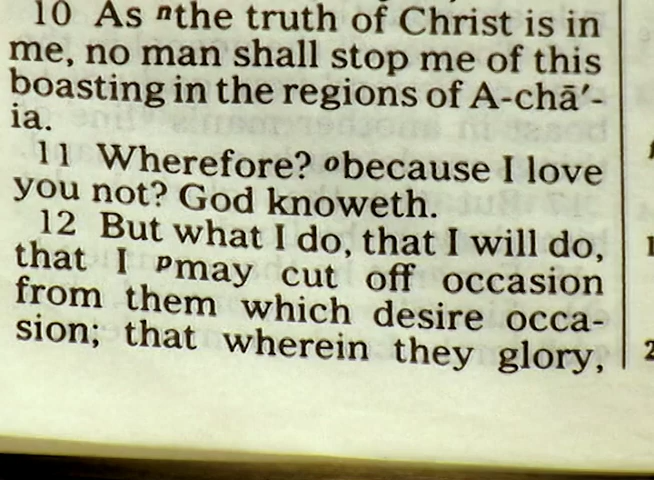 10 As ⁿthe truth of Christ is in
me, no man shall stop me of this
boasting in the regions of A-chā′-
ia.
11 Wherefore? ᵒbecause I love
you not? God knoweth.
12 But what I do, that I will do,
that I ᵖmay cut off occasion
from them which desire occa-
sion; that wherein they glory,
1
2